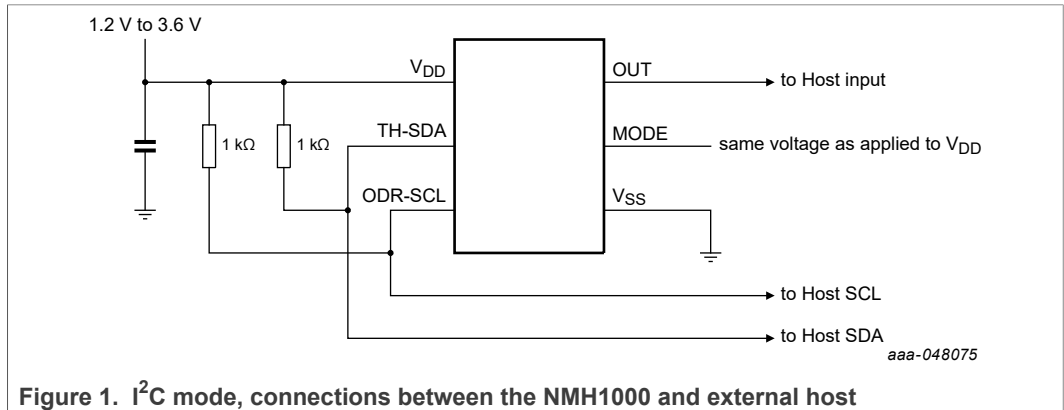 1.2 V to 3.6 V
VDD
OUT
to Host input
1 kΩ
1 kΩ
TH-SDA
MODE
same voltage as applied to VDD
ODR-SCL
VSS
to Host SCL
to Host SDA
aaa-048075
Figure 1. I²C mode, connections between the NMH1000 and external host